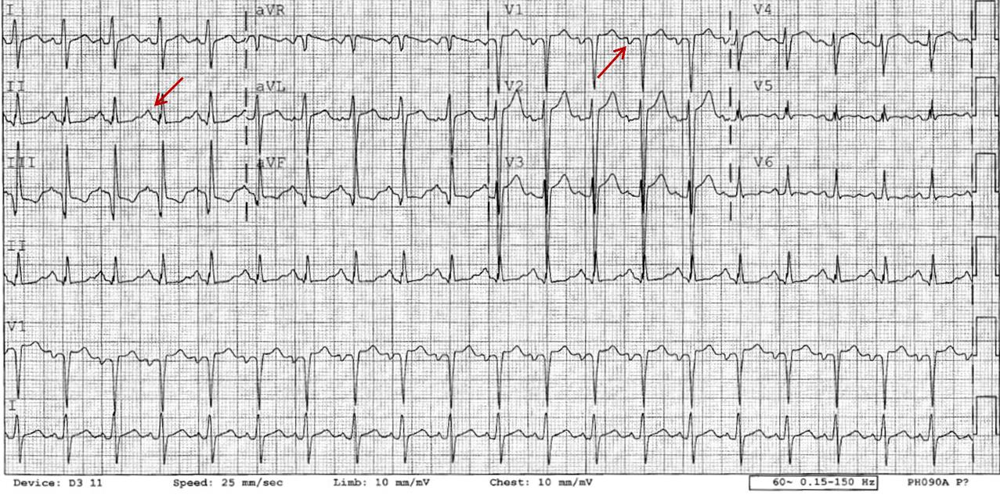 I aVR V1 V4
II aVL V2 V5
III aVF V3 V6
II
V1
I
Device: D3 11 Speed: 25 mm/sec Limb: 10 mm/mV Chest: 10 mm/mV 60~ 0.15-150 Hz PH090A P?